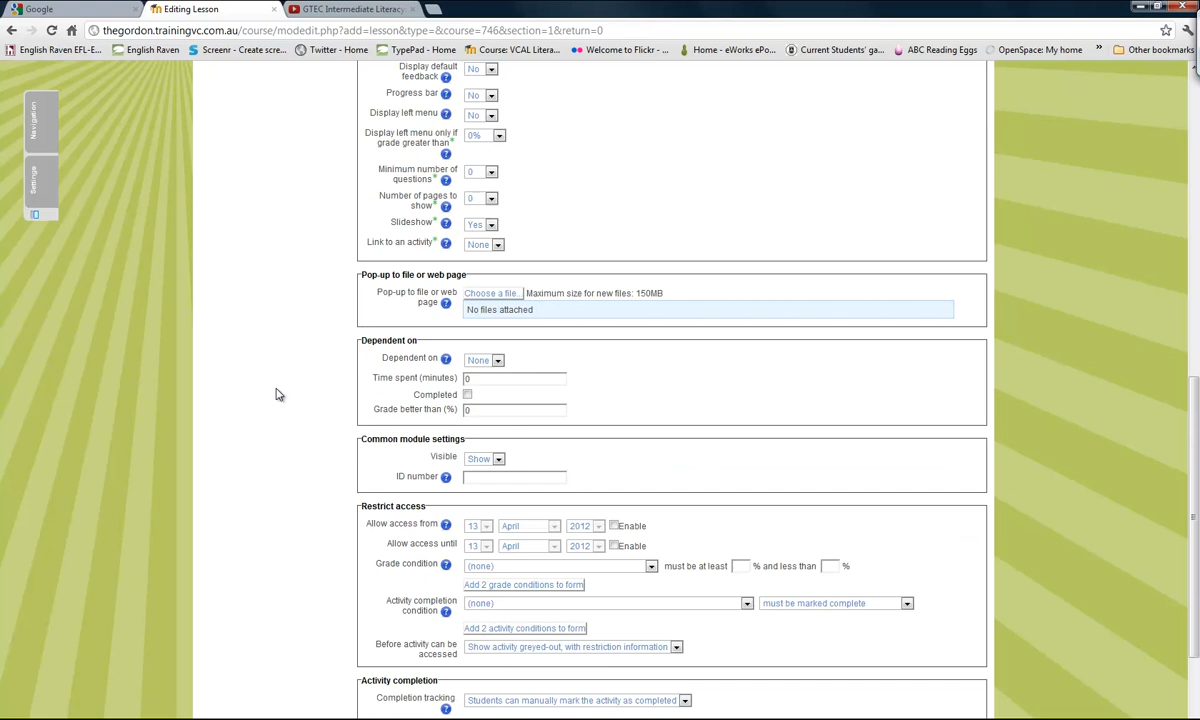 Google
Editing Lesson
GTEC Intermediate Literacy
thegordon.trainingvc.com.au/course/modedit.php?add=lesson&type=&course=746&section=1&return=0
English Raven EFL-E...
English Raven
Screenr - Create scre...
Twitter - Home
TypePad - Home
Course: VCAL Litera...
Welcome to Flickr - ...
Home - eWorks ePo...
Current Students' ga...
ABC Reading Eggs
OpenSpace: My home
»
Other bookmarks
Navigation
Settings
Display default
feedback
No
Progress bar
No
Display left menu
No
Display left menu only if
grade greater than*
0%
Minimum number of
questions*
0
Number of pages to
show*
0
Slideshow*
Yes
Link to an activity*
None
Pop-up to file or web page
Pop-up to file or web
page
Choose a file...
Maximum size for new files: 150MB
No files attached
Dependent on
Dependent on
None
Time spent (minutes)
0
Completed
Grade better than (%)
0
Common module settings
Visible
Show
ID number
Restrict access
Allow access from
13 April 2012 Enable
Allow access until
13 April 2012 Enable
Grade condition
(none) must be at least % and less than %
Add 2 grade conditions to form
Activity completion
condition
(none) must be marked complete
Add 2 activity conditions to form
Before activity can be
accessed
Show activity greyed-out, with restriction information
Activity completion
Completion tracking
Students can manually mark the activity as completed